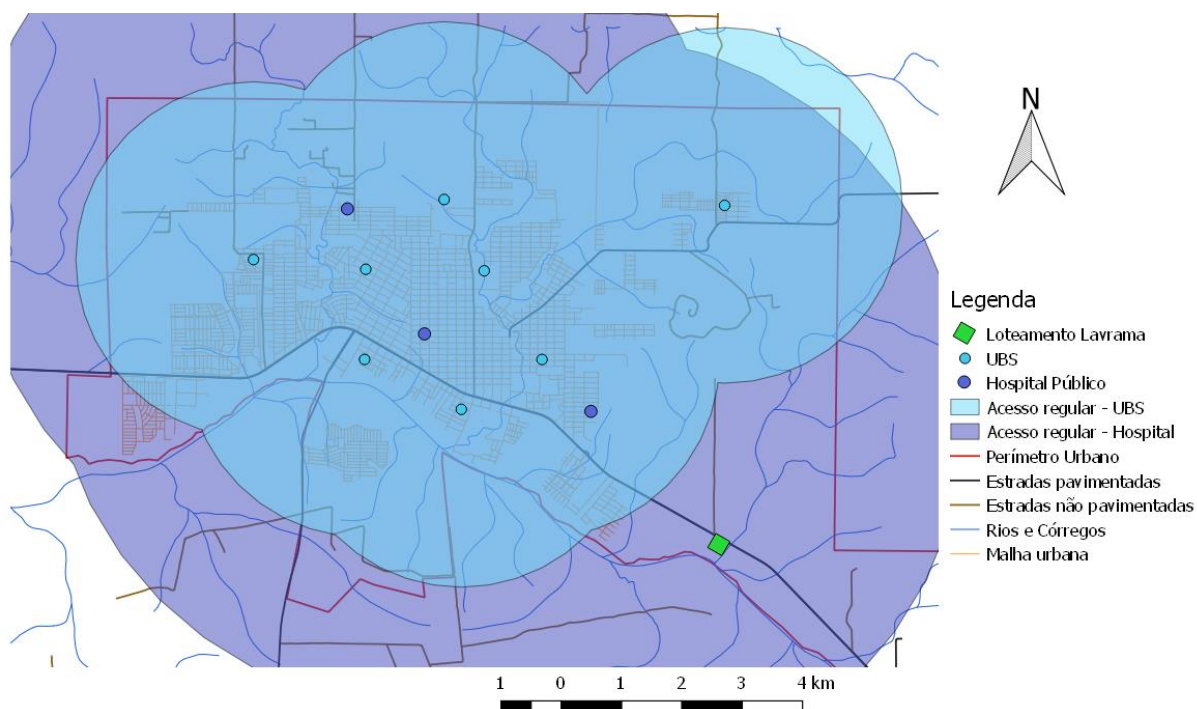 N
Legenda
Loteamento Lavrama
UBS
Hospital Público
Acesso regular - UBS
Acesso regular - Hospital
Perímetro Urbano
Estradas pavimentadas
Estradas não pavimentadas
Rios e Córregos
Malha urbana
1 0 1 2 3 4 km